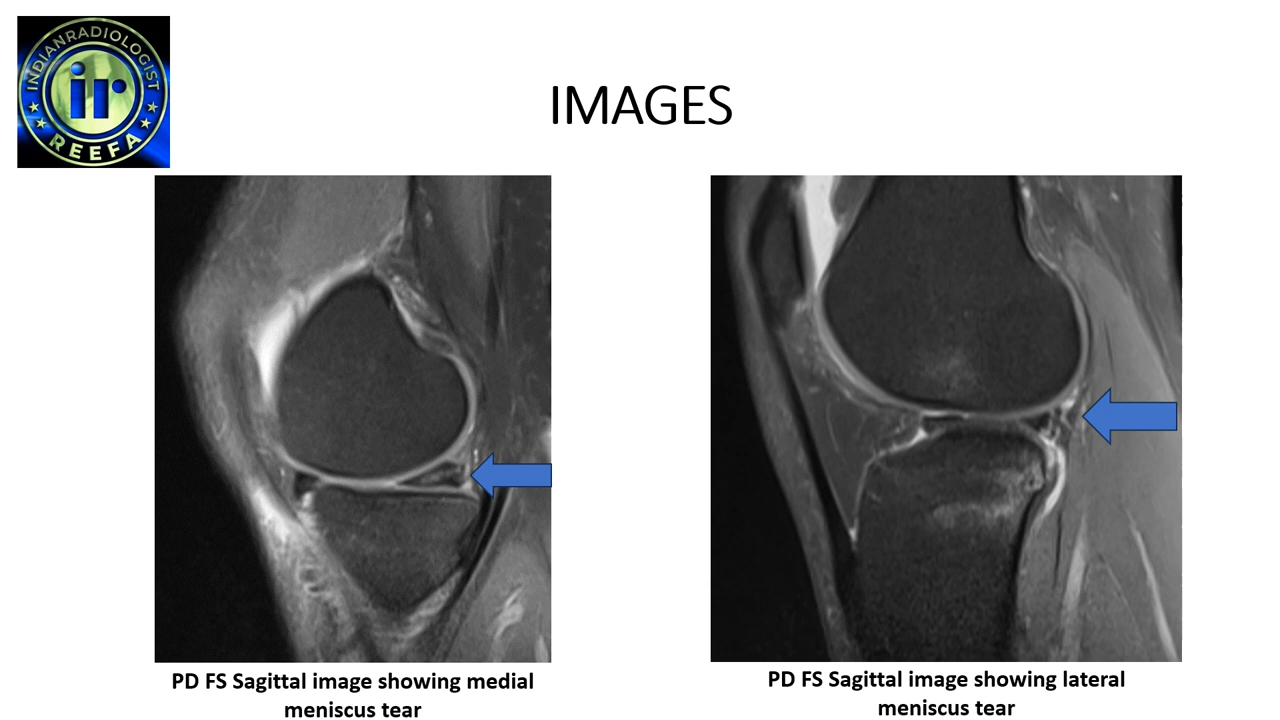 INDIANRADIOLOGIST
ir
REEFA
IMAGES
PD FS Sagittal image showing medial
meniscus tear
PD FS Sagittal image showing lateral
meniscus tear